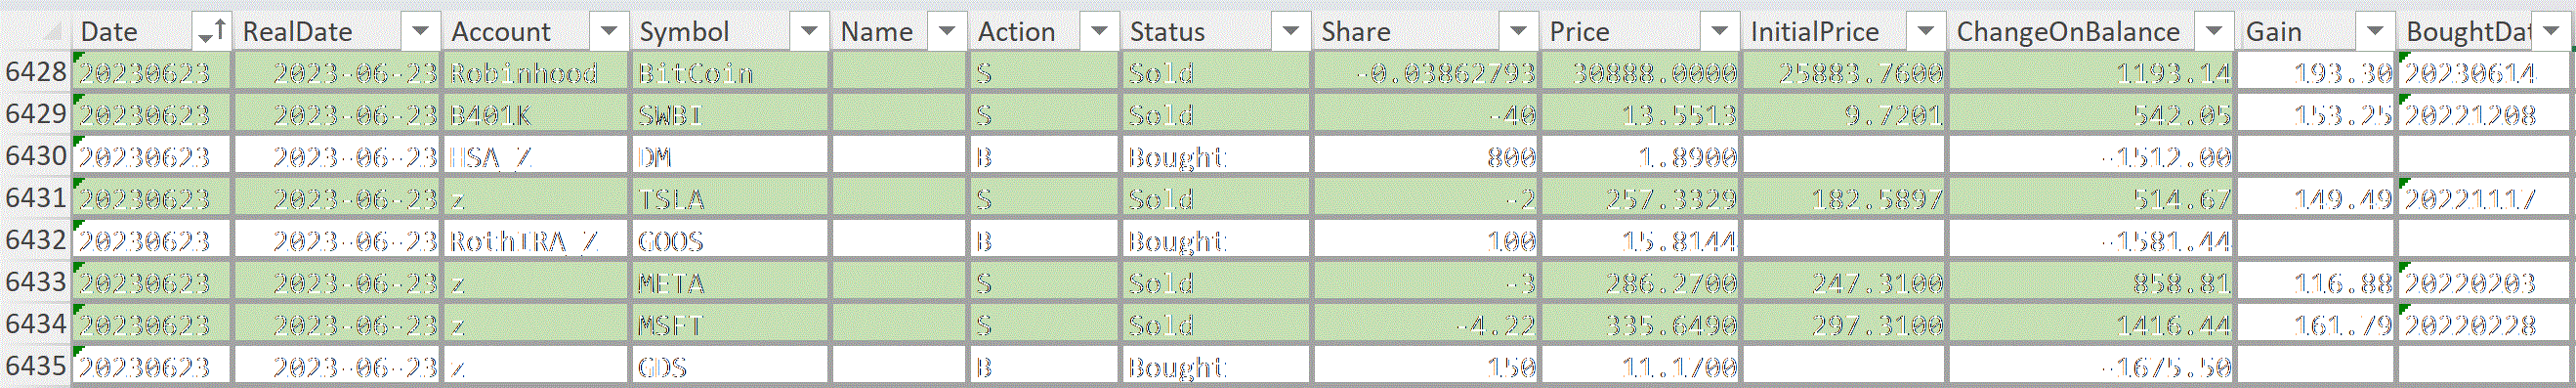 Date RealDate Account Symbol Name Action Status Share Price InitialPrice ChangeOnBalance Gain BoughtDat
6428 20230623 2023-06-23 Robinhood BitCoin S Sold -0.03862793 30888.0000 25883.7600 1193.14 193.30 20230614
6429 20230623 2023-06-23 B401K SWBI S Sold -40 13.5513 9.7201 542.05 153.25 20221208
6430 20230623 2023-06-23 HSA_Z DM B Bought 800 1.8900 -1512.00
6431 20230623 2023-06-23 z TSLA S Sold -2 257.3329 182.5897 514.67 149.49 20221117
6432 20230623 2023-06-23 RothIRA_Z GOOS B Bought 100 15.8144 -1581.44
6433 20230623 2023-06-23 z META S Sold -3 286.2700 247.3100 858.81 116.88 20220203
6434 20230623 2023-06-23 z MSFT S Sold -4.22 335.6490 297.3100 1416.44 161.79 20220228
6435 20230623 2023-06-23 z GDS B Bought 150 11.1700 -1675.50